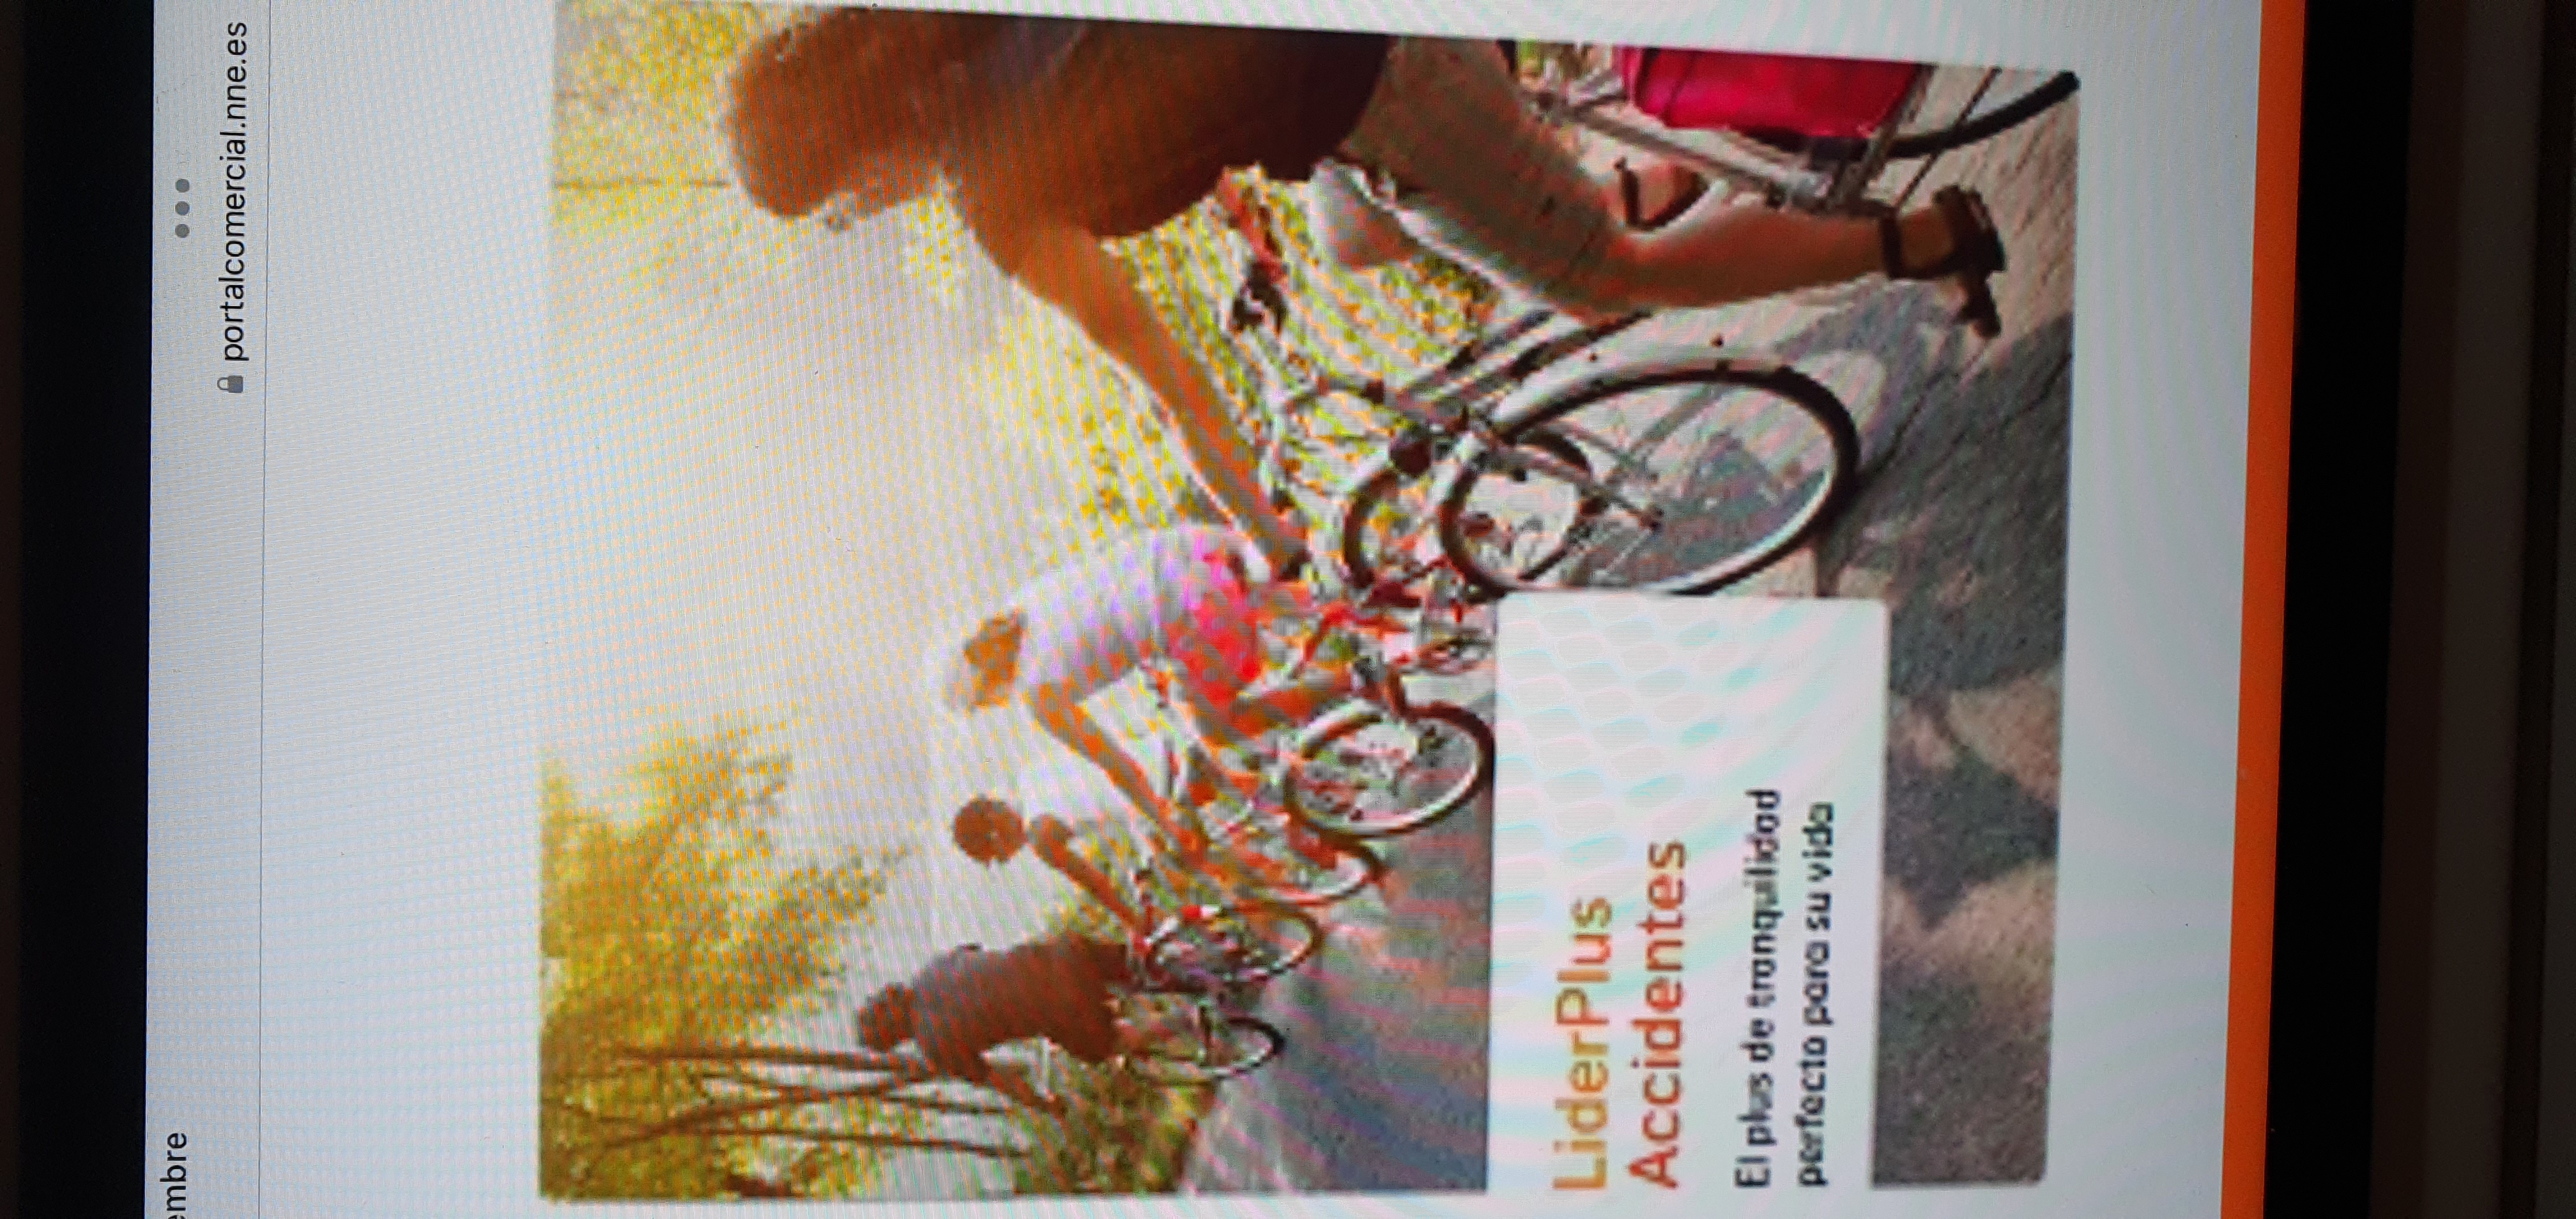 embre
portalcomercial.nne.es
LiderPlus
Accidentes
El plus de tranquilidad
perfecto para su vida